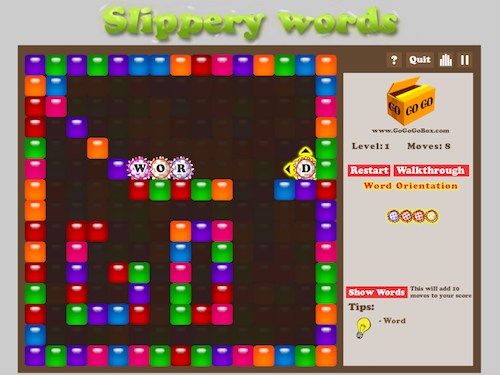 Slippery words
? Quit
GO GO GO
www.GoGoGoBox.com
Level: 1 Moves: 8
Restart Walkthrough
Word Orientation
W O R D
Show Words This will add 10 moves to your score
Tips:
- Word